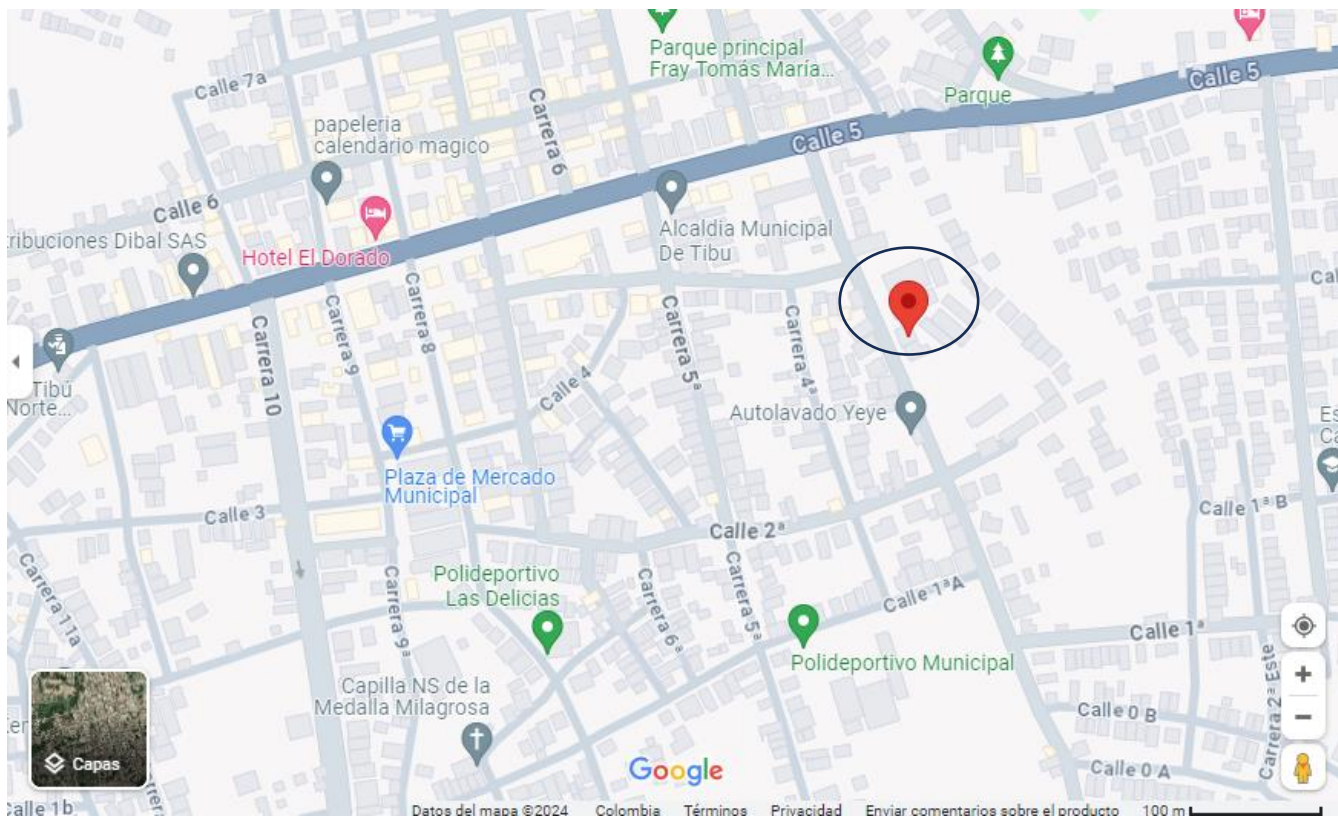 Parque principal
Fray Tomás María...
Calle 7a
Parque
Calle 5
papeleria
calendario magico
Carrera 6
Calle 5
Calle 6
Alcaldía Municipal
De Tibu
tribuciones Dibal SAS
Hotel El Dorado
Carrera 9
Carrera 8
Carrera 10
Carrera 5ª
Carrera 4ª
Tibú
Norte...
Calle 4
Autolavado Yeye
Plaza de Mercado
Municipal
Calle 3
Calle 1ª B
Calle 2ª
Carrera 11a
Polideportivo
Las Delicias
Carrera 9ª
Carrera 6ª
Carrera 5ª
Calle 1ªA
Calle 1ª
Polideportivo Municipal
Capilla NS de la
Medalla Milagrosa
Carrera 2ª Este
Calle 0 B
Capas
Google
Calle 0 A
Calle 1b
Datos del mapa ©2024 Colombia Términos Privacidad Enviar comentarios sobre el producto 100 m